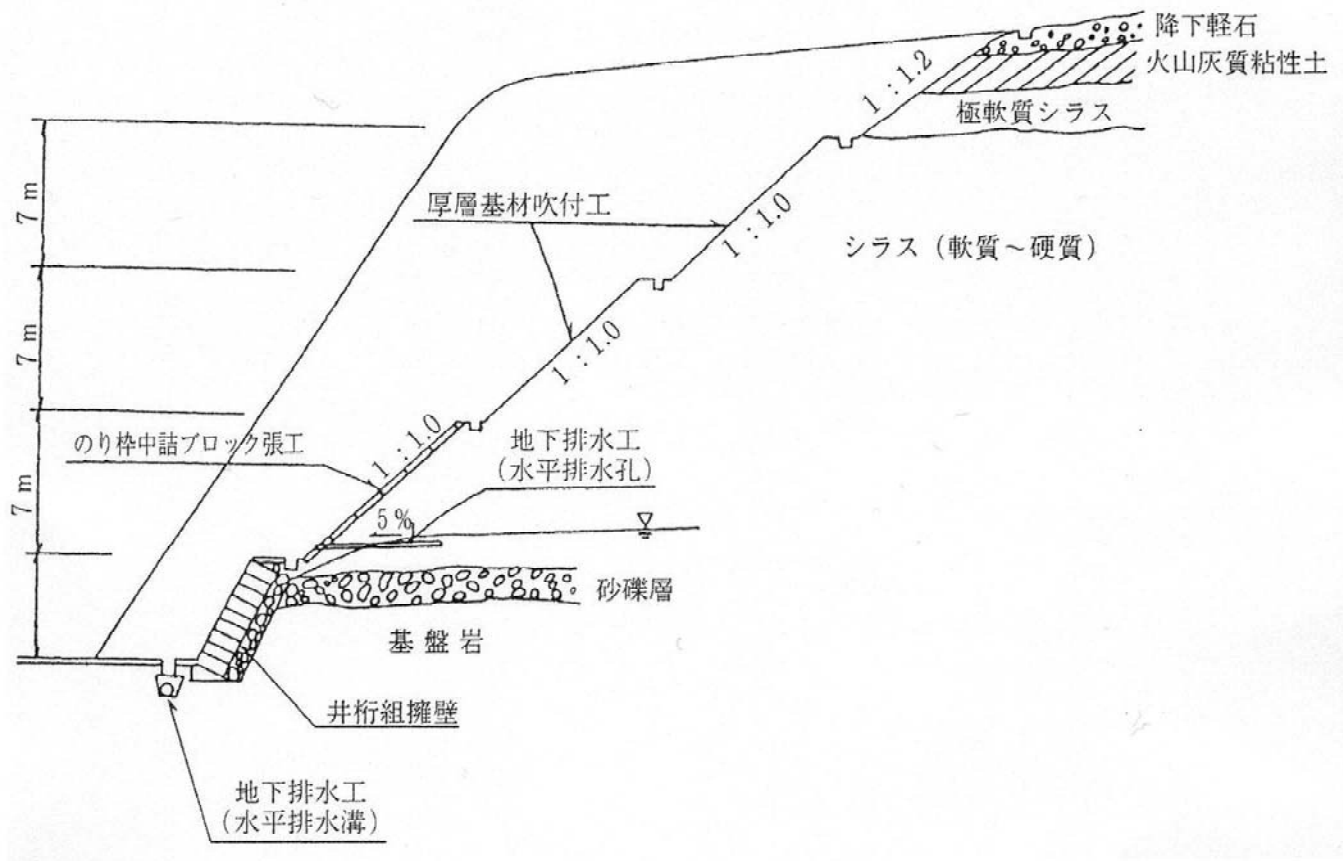 降下軽石
火山灰質粘性土
極軟質シラス
1:1.2
7m
厚層基材吹付工
1:1.0
シラス(軟質～硬質)
7m
1:1.0
のり枠中詰ブロック張工
1:1.0
地下排水工
(水平排水孔)
7m
5%
砂礫層
基盤岩
井桁組擁壁
地下排水工
(水平排水溝)